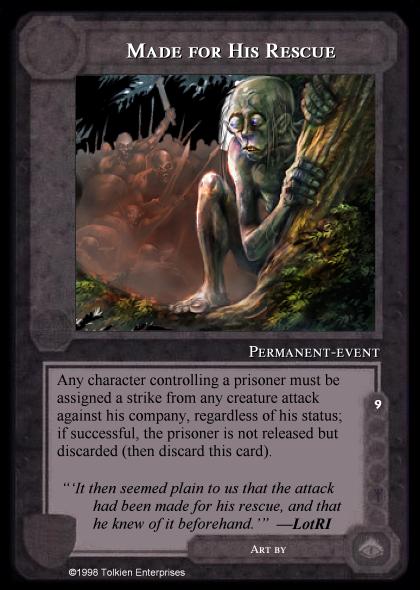 MADE FOR HIS RESCUE
PERMANENT-EVENT
Any character controlling a prisoner must be
assigned a strike from any creature attack
against his company, regardless of his status;
if successful, the prisoner is not released but
discarded (then discard this card).
9
“‘It then seemed plain to us that the attack
had been made for his rescue, and that
he knew of it beforehand.’” —LotRI
ART BY
©1998 Tolkien Enterprises